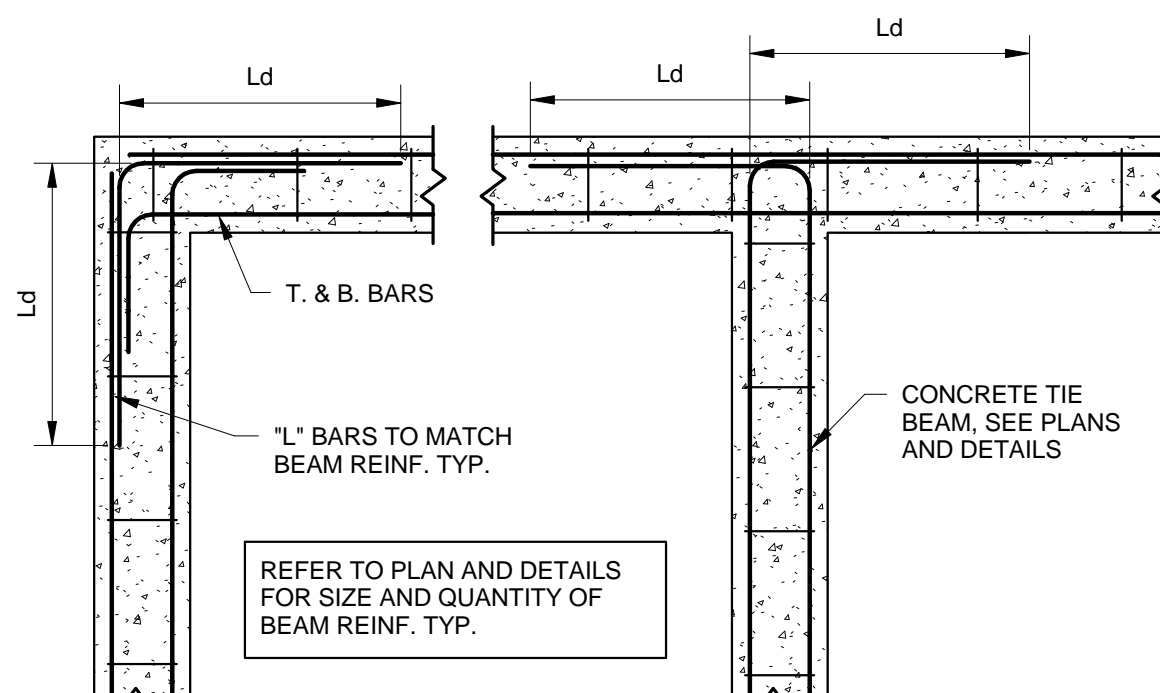 Ld
Ld
Ld
Ld
T. & B. BARS
"L" BARS TO MATCH
BEAM REINF. TYP.
CONCRETE TIE
BEAM, SEE PLANS
AND DETAILS
REFER TO PLAN AND DETAILS
FOR SIZE AND QUANTITY OF
BEAM REINF. TYP.